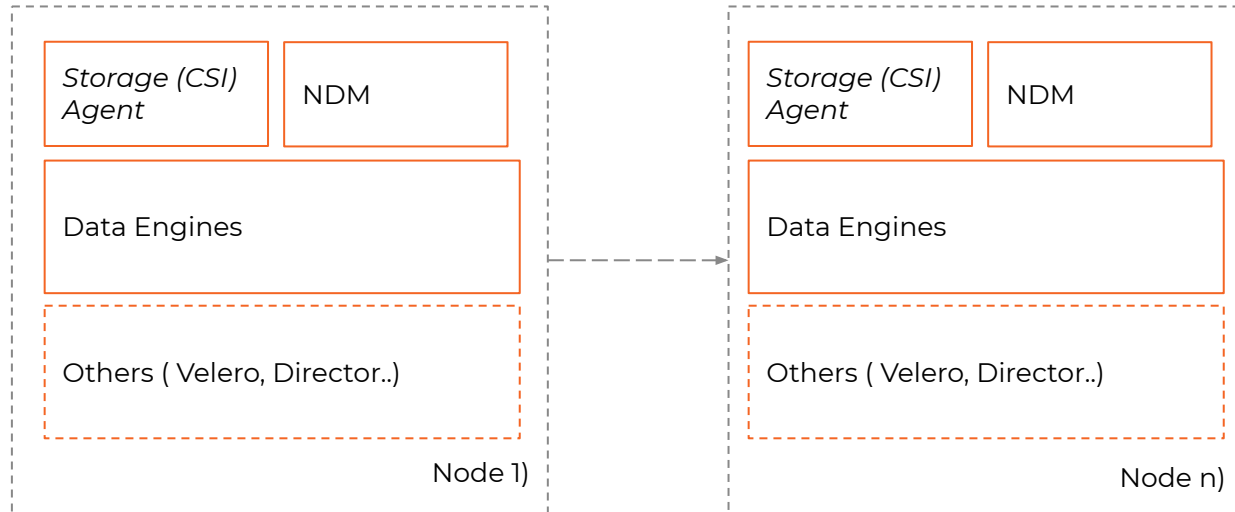 Storage (CSI)
Agent
NDM
Data Engines
Others ( Velero, Director..)
Node 1)
Storage (CSI)
Agent
NDM
Data Engines
Others ( Velero, Director..)
Node n)